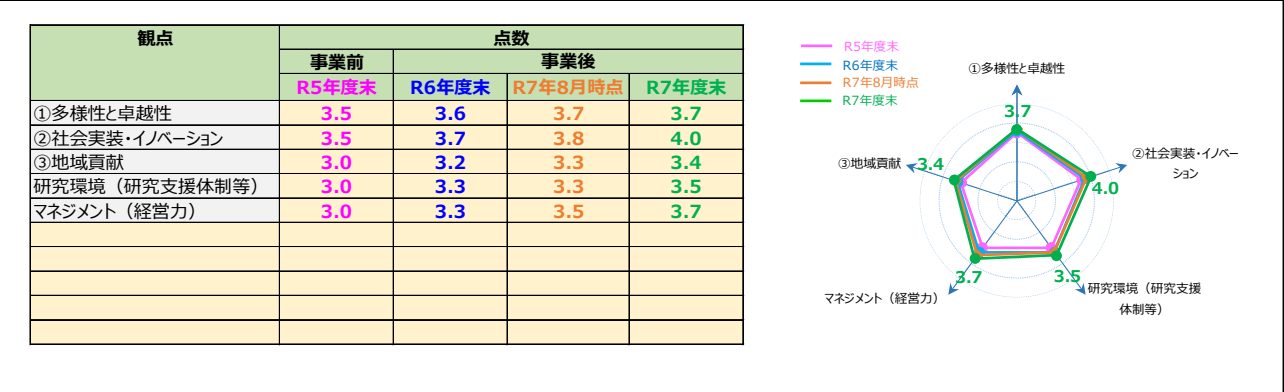 観点 点数
事業前 事業後
R5年度末 R6年度末 R7年8月時点 R7年度末
①多様性と卓越性 3.5 3.6 3.7 3.7
②社会実装・イノベーション 3.5 3.7 3.8 4.0
③地域貢献 3.0 3.2 3.3 3.4
研究環境（研究支援体制等） 3.0 3.3 3.3 3.5
マネジメント（経営力） 3.0 3.3 3.5 3.7
R5年度末
R6年度末
R7年8月時点
R7年度末
①多様性と卓越性
3.7
②社会実装・イノベー
ション
4.0
③地域貢献
3.4
3.5
研究環境（研究支援
体制等）
3.7
マネジメント（経営力）